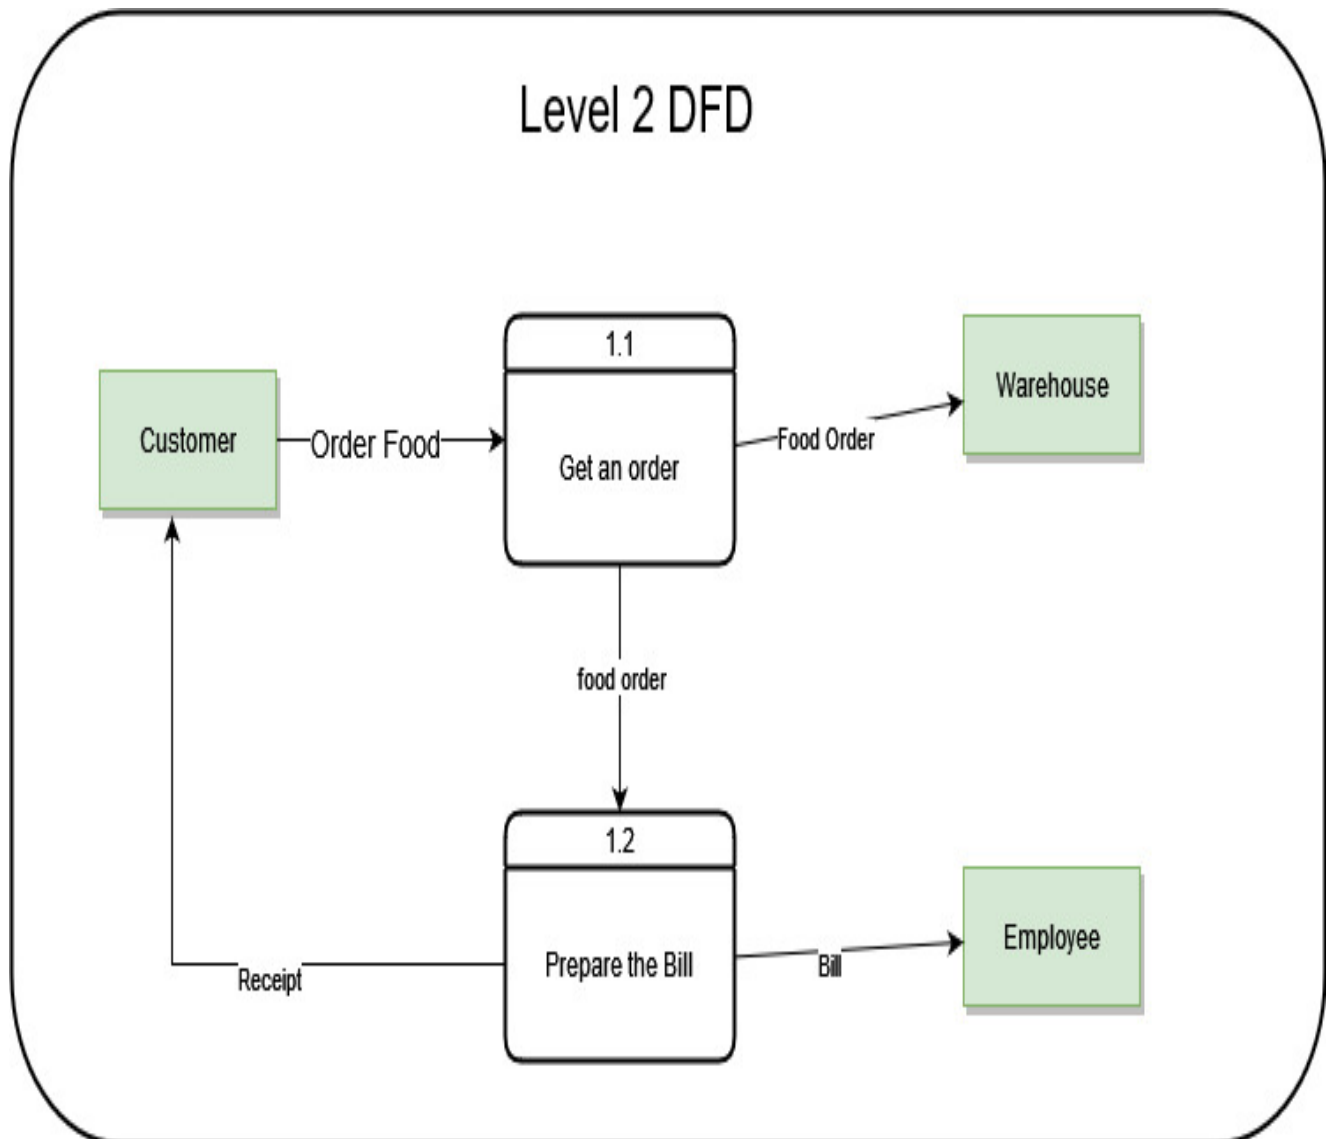 Level 2 DFD
1.1
Warehouse
Customer
Order Food
Get an order
Food Order
food order
1.2
Employee
Prepare the Bill
Bill
Receipt